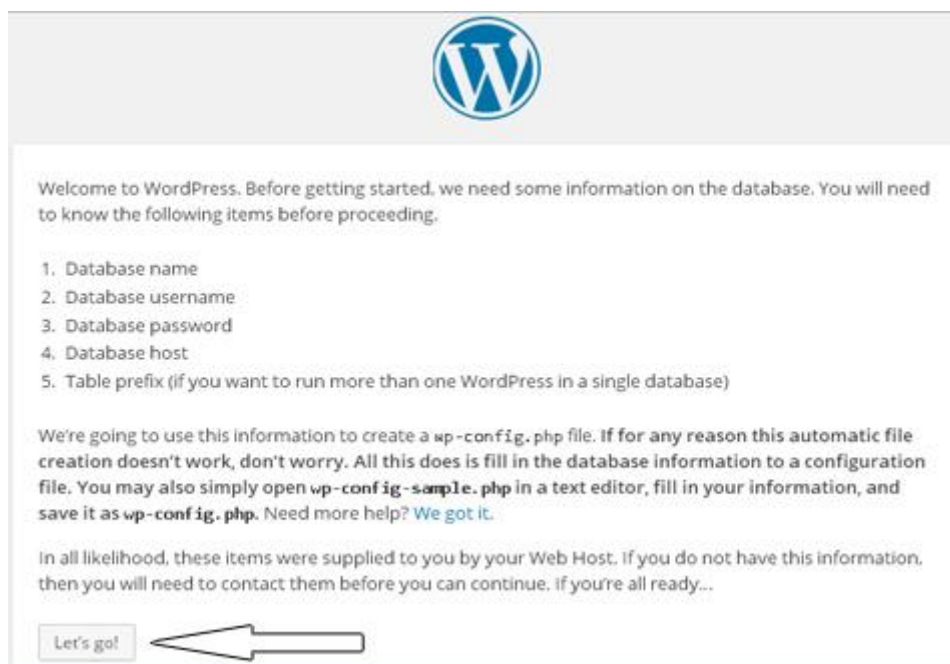 Welcome to WordPress. Before getting started, we need some information on the database. You will need
to know the following items before proceeding.
1. Database name
2. Database username
3. Database password
4. Database host
5. Table prefix (if you want to run more than one WordPress in a single database)
We're going to use this information to create a wp-config.php file. If for any reason this automatic file
creation doesn't work, don't worry. All this does is fill in the database information to a configuration
file. You may also simply open wp-config-sample.php in a text editor, fill in your information, and
save it as wp-config.php. Need more help? We got it.
In all likelihood, these items were supplied to you by your Web Host. If you do not have this information,
then you will need to contact them before you can continue. If you're all ready...
Let's go!